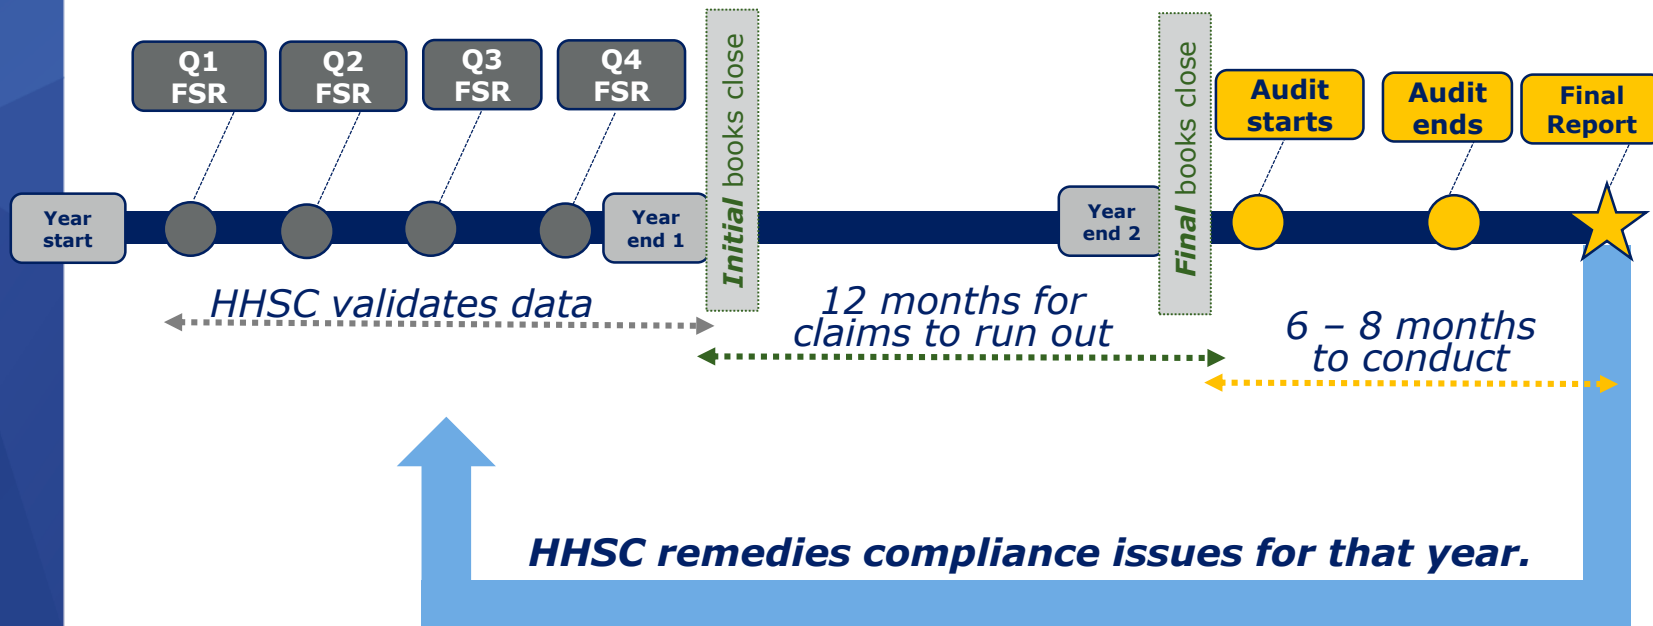 Q1
FSR
Q2
FSR
Q3
FSR
Q4
FSR
Initial books close
Final books close
Audit
starts
Audit
ends
Final
Report
Year
start
Year
end 1
Year
end 2
HHSC validates data
12 months for
claims to run out
6 – 8 months
to conduct
HHSC remedies compliance issues for that year.